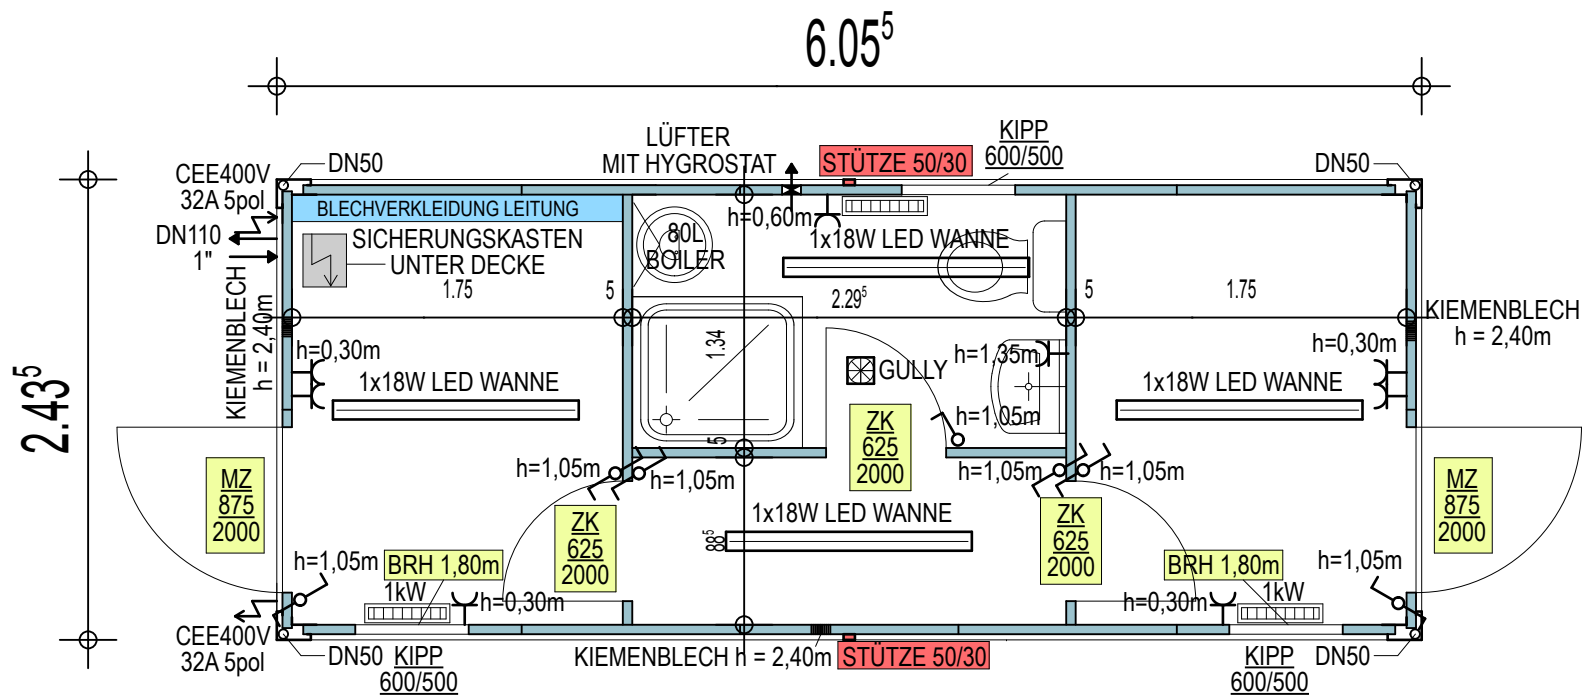 6.05⁵
LÜFTER
MIT HYGROSTAT
STÜTZE 50/30
KIPP
600/500
CEE400V
32A 5pol
DN50
DN50
DN110
1"
BLECHVERKLEIDUNG LEITUNG
SICHERUNGSKASTEN
UNTER DECKE
80L
BOILER
h=0,60m
1x18W LED WANNE
1.75
5
2.29⁵
5
1.75
KIEMENBLECH
h = 2,40m
KIEMENBLECH
h = 2,40m
2.43⁵
h=0,30m
1x18W LED WANNE
1.34
GULLY
h=1,35m
h=0,30m
1x18W LED WANNE
h=1,05m
ZK
625
2000
5
h=1,05m
h=1,05m
h=1,05m
h=1,05m
MZ
875
2000
MZ
875
2000
ZK
625
2000
88⁵
1x18W LED WANNE
ZK
625
2000
h=1,05m
BRH 1,80m
1kW
h=0,30m
BRH 1,80m
1kW
h=0,30m
h=1,05m
CEE400V
32A 5pol
DN50
KIPP
600/500
KIEMENBLECH h = 2,40m
STÜTZE 50/30
KIPP
600/500
DN50